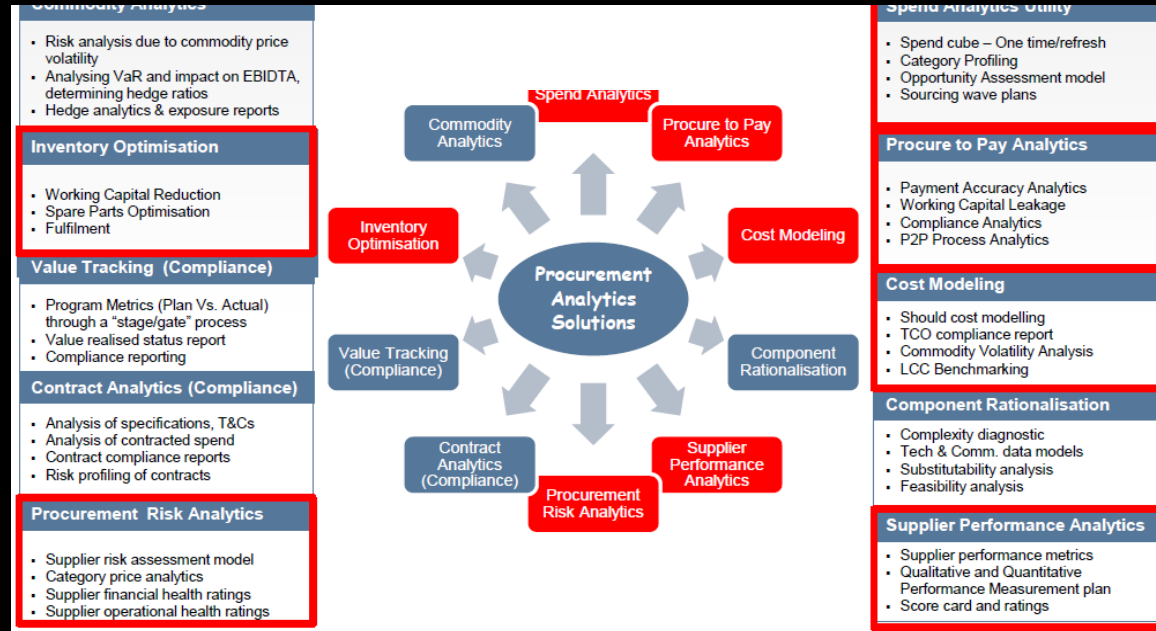 Commodity Analytics
▪ Risk analysis due to commodity price
volatility
▪ Analysing VaR and impact on EBIDTA,
determining hedge ratios
▪ Hedge analytics & exposure reports
Inventory Optimisation
▪ Working Capital Reduction
▪ Spare Parts Optimisation
▪ Fulfilment
Value Tracking (Compliance)
▪ Program Metrics (Plan Vs. Actual)
through a “stage/gate” process
▪ Value realised status report
▪ Compliance reporting
Contract Analytics (Compliance)
▪ Analysis of specifications, T&Cs
▪ Analysis of contracted spend
▪ Contract compliance reports
▪ Risk profiling of contracts
Procurement Risk Analytics
▪ Supplier risk assessment model
▪ Category price analytics
▪ Supplier financial health ratings
▪ Supplier operational health ratings
Spend Analytics
Commodity
Analytics
Procure to Pay
Analytics
Inventory
Optimisation
Cost Modeling
Procurement
Analytics
Solutions
Value Tracking
(Compliance)
Component
Rationalisation
Contract
Analytics
(Compliance)
Supplier
Performance
Analytics
Procurement
Risk Analytics
Spend Analytics Utility
▪ Spend cube – One time/refresh
▪ Category Profiling
▪ Opportunity Assessment model
▪ Sourcing wave plans
Procure to Pay Analytics
▪ Payment Accuracy Analytics
▪ Working Capital Leakage
▪ Compliance Analytics
▪ P2P Process Analytics
Cost Modeling
▪ Should cost modelling
▪ TCO compliance report
▪ Commodity Volatility Analysis
▪ LCC Benchmarking
Component Rationalisation
▪ Complexity diagnostic
▪ Tech & Comm. data models
▪ Substitutability analysis
▪ Feasibility analysis
Supplier Performance Analytics
▪ Supplier performance metrics
▪ Qualitative and Quantitative
Performance Measurement plan
▪ Score card and ratings